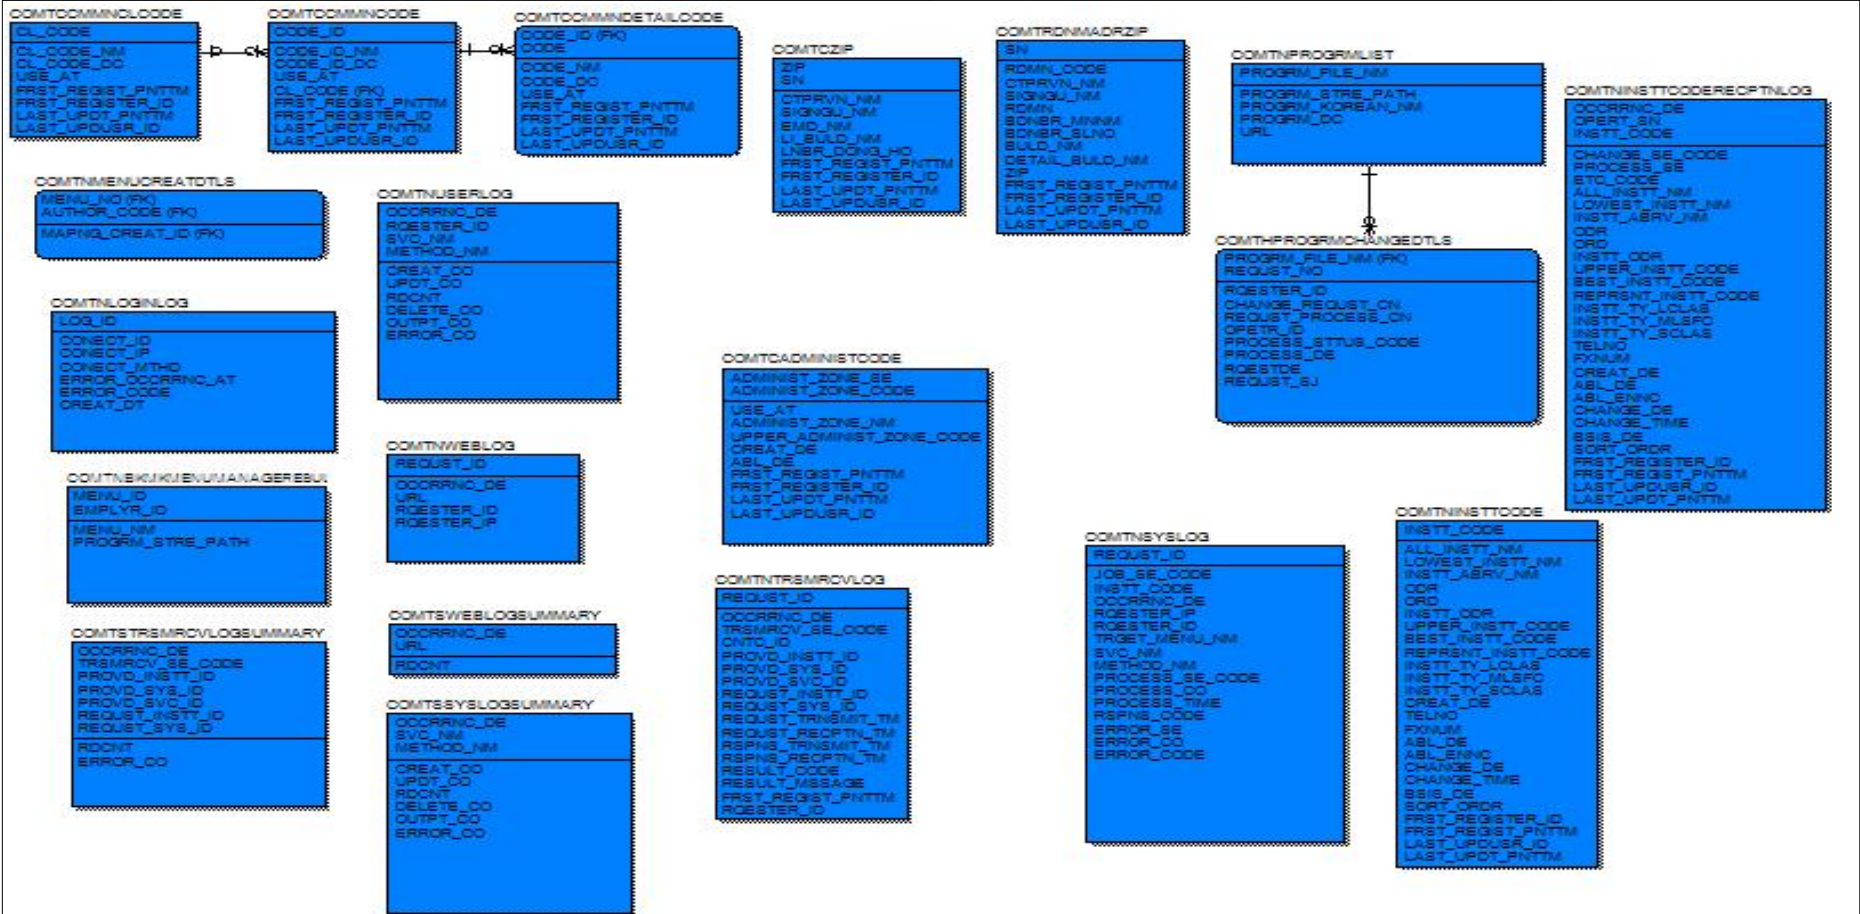 COMTCCMMNCLCODE
CL_CODE
CL_CODE_NM
CL_CODE_DC
USE_AT
FRST_REGIST_PNTTM
FRST_REGISTER_ID
LAST_UPDT_PNTTM
LAST_UPDUSR_ID
COMTCCMMNCODE
CODE_ID
CODE_ID_NM
CODE_ID_DC
USE_AT
CL_CODE (FK)
FRST_REGIST_PNTTM
FRST_REGISTER_ID
LAST_UPDT_PNTTM
LAST_UPDUSR_ID
COMTCCMMNDETAILCODE
CODE_ID (FK)
CODE
CODE_NM
CODE_DC
USE_AT
FRST_REGIST_PNTTM
FRST_REGISTER_ID
LAST_UPDT_PNTTM
LAST_UPDUSR_ID
COMTCZIP
ZIP
SN
CTPRVN_NM
SIGNGU_NM
EMD_NM
LI_BULD_NM
LNBR_DONG_HO
FRST_REGIST_PNTTM
FRST_REGISTER_ID
LAST_UPDT_PNTTM
LAST_UPDUSR_ID
COMTRDNMADRZIP
SN
RDMN_CODE
CTPRVN_NM
SIGNGU_NM
RDMN
BDNBR_MNNM
BDNBR_SLNO
BULD_NM
DETAIL_BULD_NM
ZIP
FRST_REGIST_PNTTM
FRST_REGISTER_ID
LAST_UPDT_PNTTM
LAST_UPDUSR_ID
COMTNPROGRMLIST
PROGRM_FILE_NM
PROGRM_STRE_PATH
PROGRM_KOREAN_NM
PROGRM_DC
URL
COMTNINSTTCODERECPTNLOG
OCCRRNC_DE
OPERT_SN
INSTT_CODE
CHANGE_SE_CODE
PROCESS_SE
ETC_CODE
ALL_INSTT_NM
LOWEST_INSTT_NM
INSTT_ABRV_NM
ODR
ORD
INSTT_ODR
UPPER_INSTT_CODE
BEST_INSTT_CODE
REPRSNT_INSTT_CODE
INSTT_TY_LCLAS
INSTT_TY_MLSFC
INSTT_TY_SCLAS
TELNO
FXNUM
CREAT_DE
ABL_DE
ABL_ENNC
CHANGE_DE
CHANGE_TIME
BSIS_DE
SORT_ORDR
FRST_REGISTER_ID
FRST_REGIST_PNTTM
LAST_UPDUSR_ID
LAST_UPDT_PNTTM
COMTNMENUCREATDTLS
MENU_NO (FK)
AUTHOR_CODE (FK)
MAPNG_CREAT_ID (FK)
COMTNUSERLOG
OCCRRNC_DE
RQESTER_ID
SVC_NM
METHOD_NM
CREAT_CO
UPDT_CO
RDCNT
DELETE_CO
OUTPT_CO
ERROR_CO
COMTHPROGRMCHANGEDTLS
PROGRM_FILE_NM (FK)
REQUST_NO
RQESTER_ID
CHANGE_REQUST_CN
REQUST_PROCESS_CN
OPETR_ID
PROCESS_STTUS_CODE
PROCESS_DE
RQESTDE
REQUST_SJ
COMTNLOGINLOG
LOG_ID
CONECT_ID
CONECT_IP
CONECT_MTHD
ERROR_OCCRRNC_AT
ERROR_CODE
CREAT_DT
COMTCADMINISTCODE
ADMINIST_ZONE_SE
ADMINIST_ZONE_CODE
USE_AT
ADMINIST_ZONE_NM
UPPER_ADMINIST_ZONE_CODE
CREAT_DE
ABL_DE
FRST_REGIST_PNTTM
FRST_REGISTER_ID
LAST_UPDT_PNTTM
LAST_UPDUSR_ID
COMTNWEBLOG
REQUST_ID
OCCRRNC_DE
URL
RQESTER_ID
RQESTER_IP
COMTNBKMKMENUMANAGERESUL
MENU_ID
EMPLYR_ID
MENU_NM
PROGRM_STRE_PATH
COMTNINSTTCODE
INSTT_CODE
ALL_INSTT_NM
LOWEST_INSTT_NM
INSTT_ABRV_NM
ODR
ORD
INSTT_ODR
UPPER_INSTT_CODE
BEST_INSTT_CODE
REPRSNT_INSTT_CODE
INSTT_TY_LCLAS
INSTT_TY_MLSFC
INSTT_TY_SCLAS
CREAT_DE
TELNO
FXNUM
ABL_DE
ABL_ENNC
CHANGE_DE
CHANGE_TIME
BSIS_DE
SORT_ORDR
FRST_REGISTER_ID
FRST_REGIST_PNTTM
LAST_UPDUSR_ID
LAST_UPDT_PNTTM
COMTNSYSLOG
REQUST_ID
JOB_SE_CODE
INSTT_CODE
OCCRRNC_DE
RQESTER_IP
RQESTER_ID
TRGET_MENU_NM
SVC_NM
METHOD_NM
PROCESS_SE_CODE
PROCESS_CO
PROCESS_TIME
RSPNS_CODE
ERROR_SE
ERROR_CO
ERROR_CODE
COMTNTRSMRCVLOG
REQUST_ID
OCCRRNC_DE
TRSMRCV_SE_CODE
CNTC_ID
PROVD_INSTT_ID
PROVD_SYS_ID
PROVD_SVC_ID
REQUST_INSTT_ID
REQUST_SYS_ID
REQUST_TRNSMIT_TM
REQUST_RECPTN_TM
RSPNS_TRNSMIT_TM
RSPNS_RECPTN_TM
RESULT_CODE
RESULT_MSSAGE
FRST_REGIST_PNTTM
RQESTER_ID
COMTSWEBLOGSUMMARY
OCCRRNC_DE
URL
RDCNT
COMTSTRSMRCVLOGSUMMARY
OCCRRNC_DE
TRSMRCV_SE_CODE
PROVD_INSTT_ID
PROVD_SYS_ID
PROVD_SVC_ID
REQUST_INSTT_ID
REQUST_SYS_ID
RDCNT
ERROR_CO
COMTSSYSLOGSUMMARY
OCCRRNC_DE
SVC_NM
METHOD_NM
CREAT_CO
UPDT_CO
RDCNT
DELETE_CO
OUTPT_CO
ERROR_CO